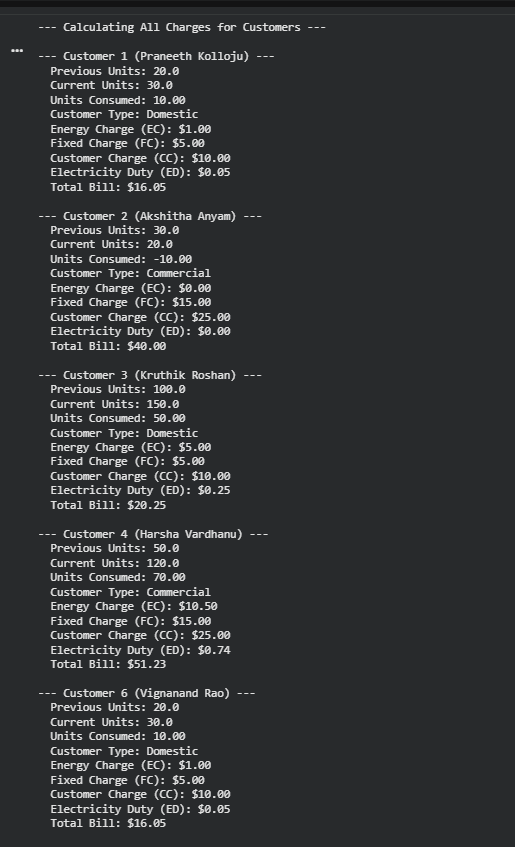 --- Calculating All Charges for Customers ---
--- Customer 1 (Praneeth Kolloju) ---
Previous Units: 20.0
Current Units: 30.0
Units Consumed: 10.00
Customer Type: Domestic
Energy Charge (EC): $1.00
Fixed Charge (FC): $5.00
Customer Charge (CC): $10.00
Electricity Duty (ED): $0.05
Total Bill: $16.05
--- Customer 2 (Akshitha Anyam) ---
Previous Units: 30.0
Current Units: 20.0
Units Consumed: -10.00
Customer Type: Commercial
Energy Charge (EC): $0.00
Fixed Charge (FC): $15.00
Customer Charge (CC): $25.00
Electricity Duty (ED): $0.00
Total Bill: $40.00
--- Customer 3 (Kruthik Roshan) ---
Previous Units: 100.0
Current Units: 150.0
Units Consumed: 50.00
Customer Type: Domestic
Energy Charge (EC): $5.00
Fixed Charge (FC): $5.00
Customer Charge (CC): $10.00
Electricity Duty (ED): $0.25
Total Bill: $20.25
--- Customer 4 (Harsha Vardhanu) ---
Previous Units: 50.0
Current Units: 120.0
Units Consumed: 70.00
Customer Type: Commercial
Energy Charge (EC): $10.50
Fixed Charge (FC): $15.00
Customer Charge (CC): $25.00
Electricity Duty (ED): $0.74
Total Bill: $51.23
--- Customer 6 (Vignanand Rao) ---
Previous Units: 20.0
Current Units: 30.0
Units Consumed: 10.00
Customer Type: Domestic
Energy Charge (EC): $1.00
Fixed Charge (FC): $5.00
Customer Charge (CC): $10.00
Electricity Duty (ED): $0.05
Total Bill: $16.05